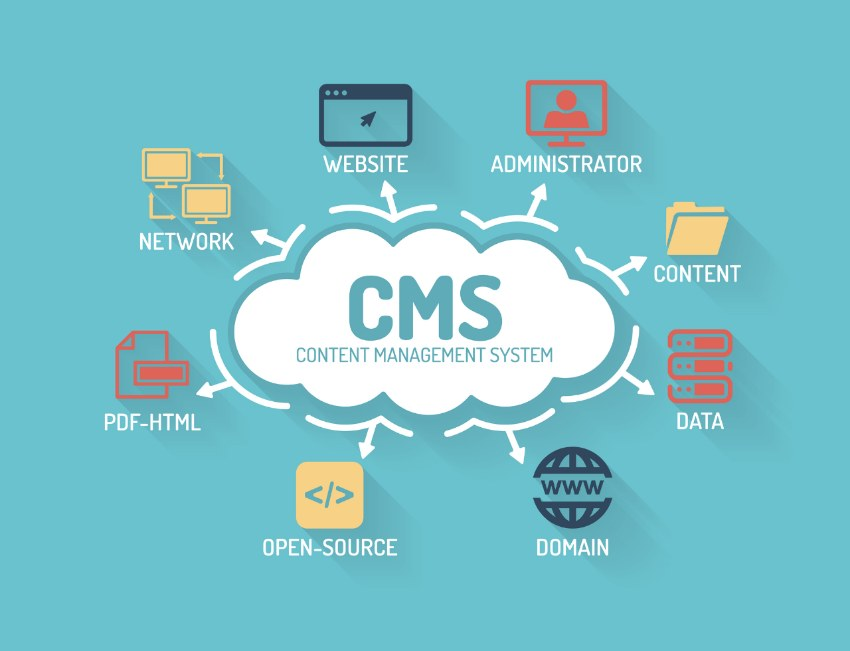 WEBSITE
ADMINISTRATOR
NETWORK
CONTENT
CMS
CONTENT MANAGEMENT SYSTEM
PDF-HTML
DATA
</>
WWW
OPEN-SOURCE
DOMAIN